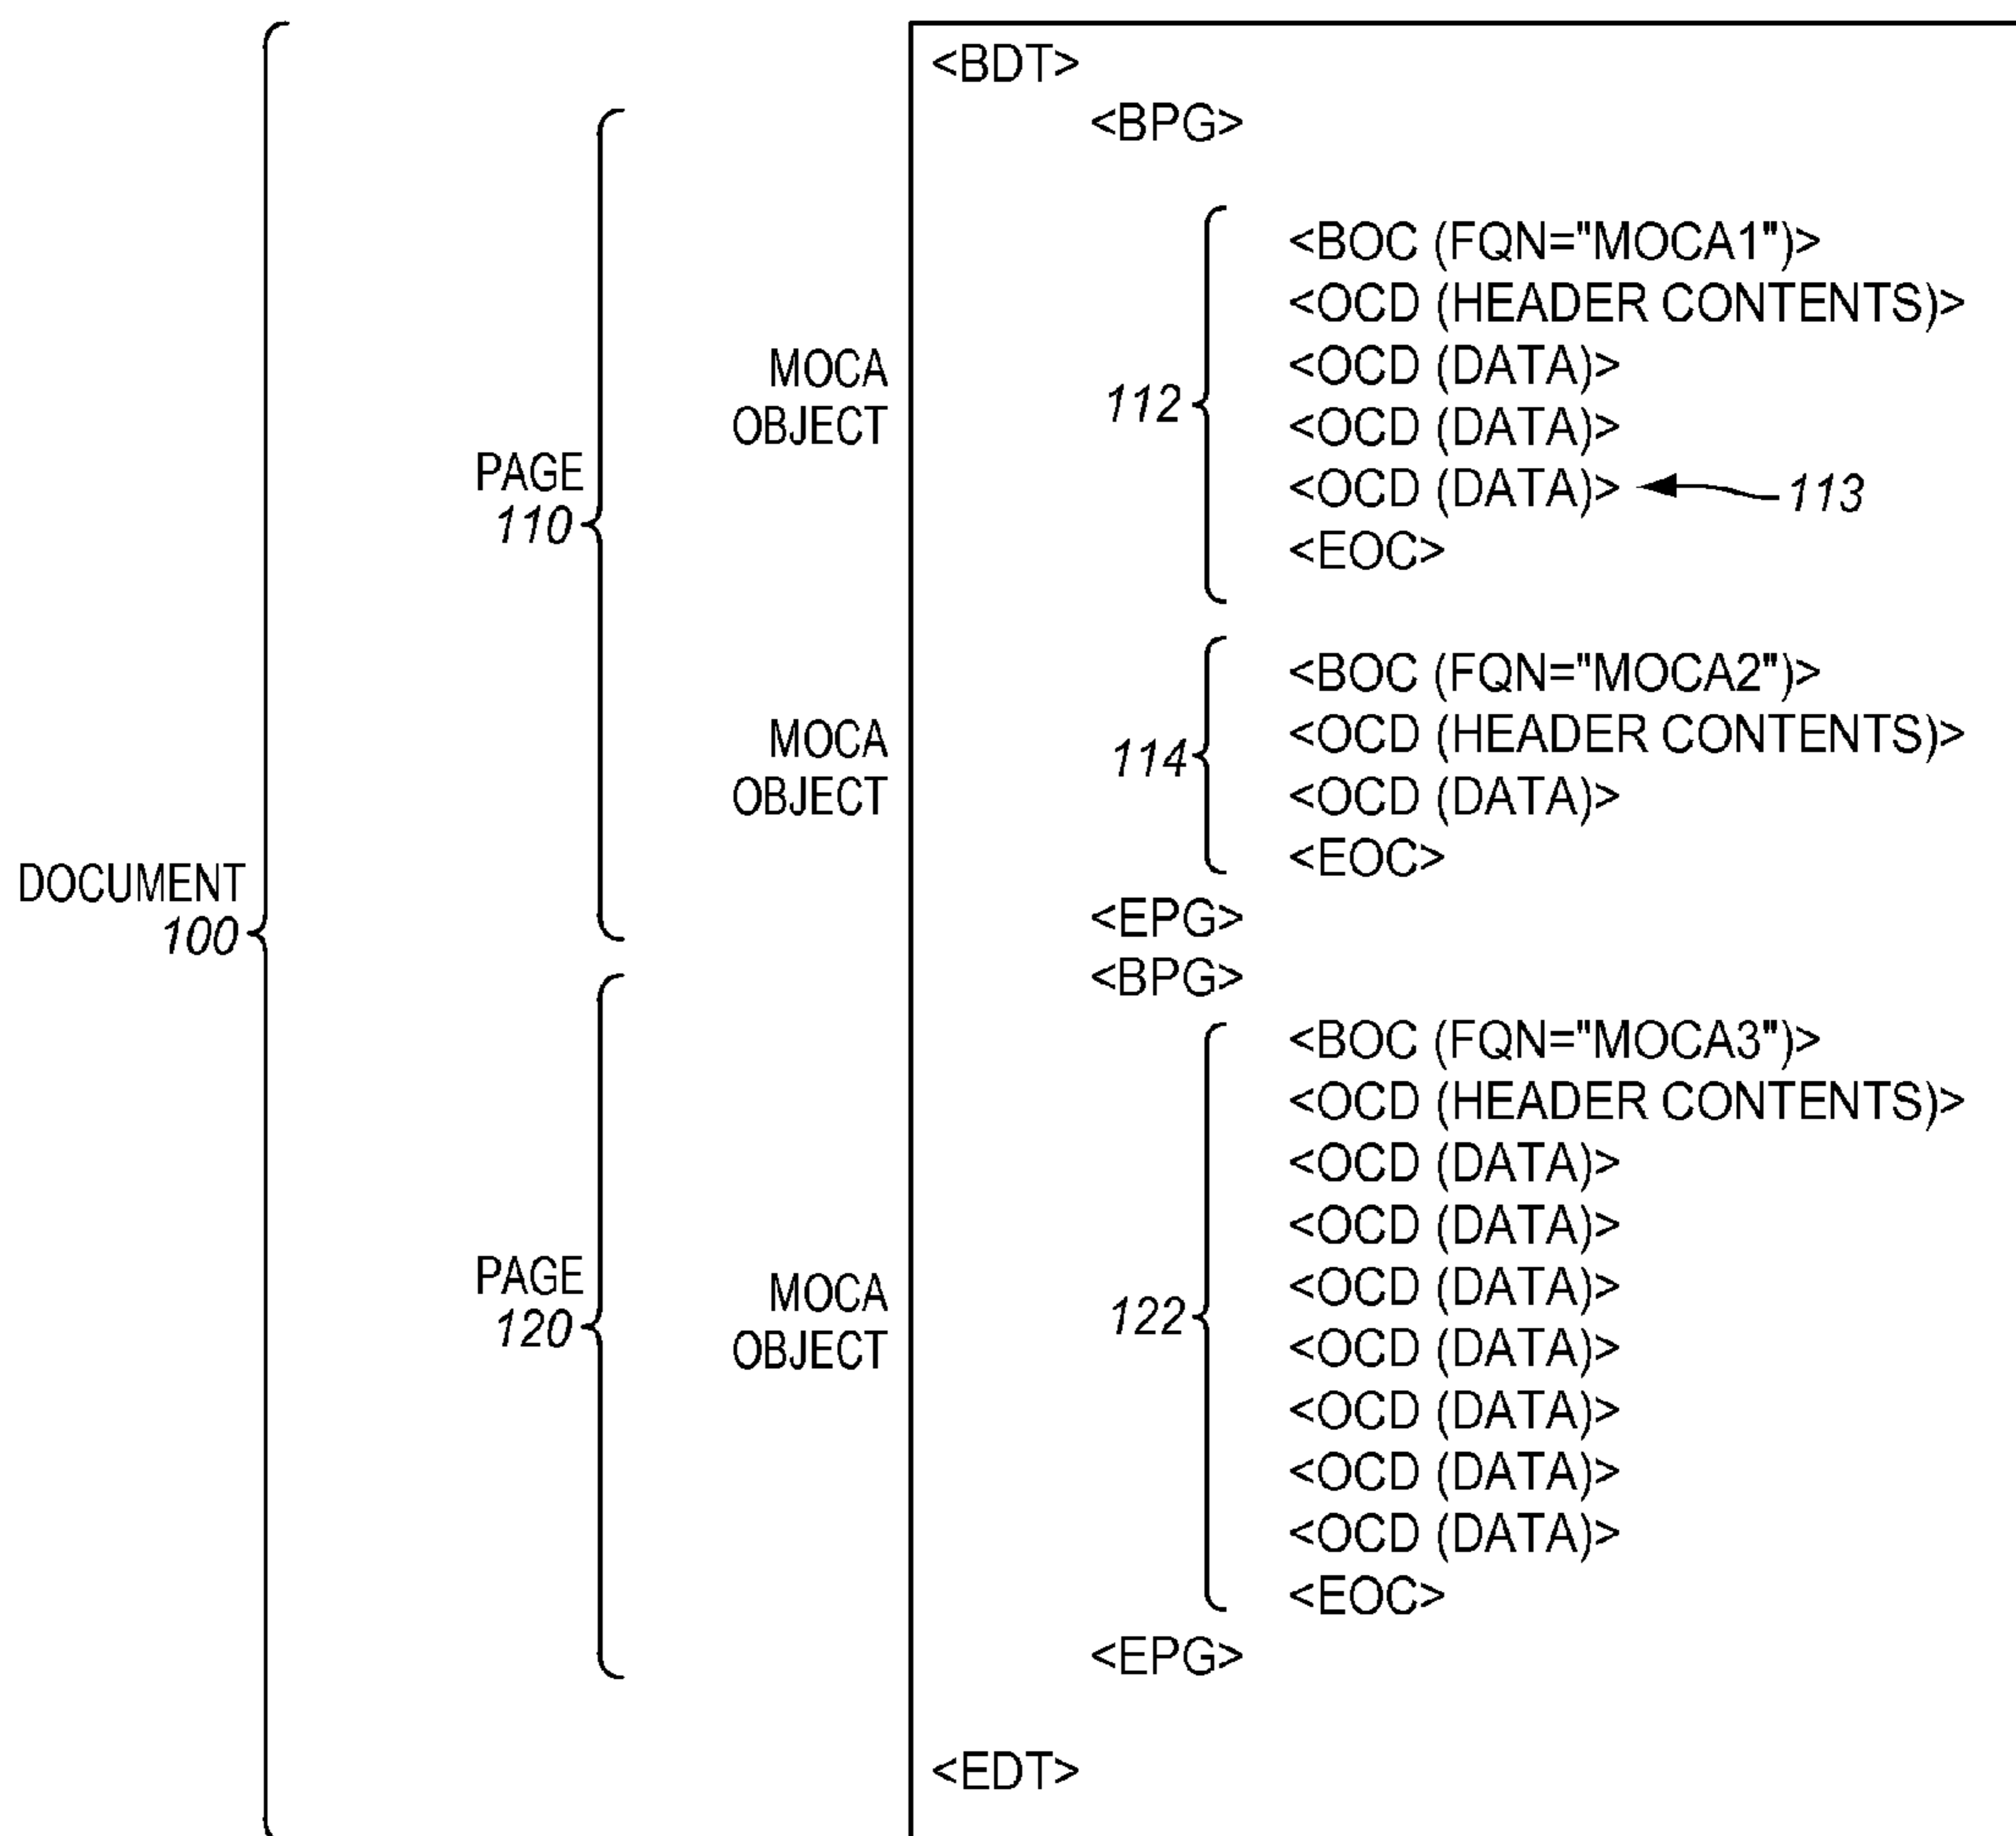 <BDT>
<BPG>
<BOC (FQN="MOCA1")>
<OCD (HEADER CONTENTS)>
MOCA
OBJECT
112
<OCD (DATA)>
<OCD (DATA)>
<OCD (DATA)>
113
<EOC>
PAGE
110
<BOC (FQN="MOCA2")>
<OCD (HEADER CONTENTS)>
MOCA
OBJECT
114
<OCD (DATA)>
<EOC>
<EPG>
DOCUMENT
100
<BPG>
<BOC (FQN="MOCA3")>
<OCD (HEADER CONTENTS)>
<OCD (DATA)>
<OCD (DATA)>
PAGE
120
MOCA
OBJECT
122
<OCD (DATA)>
<OCD (DATA)>
<OCD (DATA)>
<OCD (DATA)>
<OCD (DATA)>
<EOC>
<EPG>
<EDT>